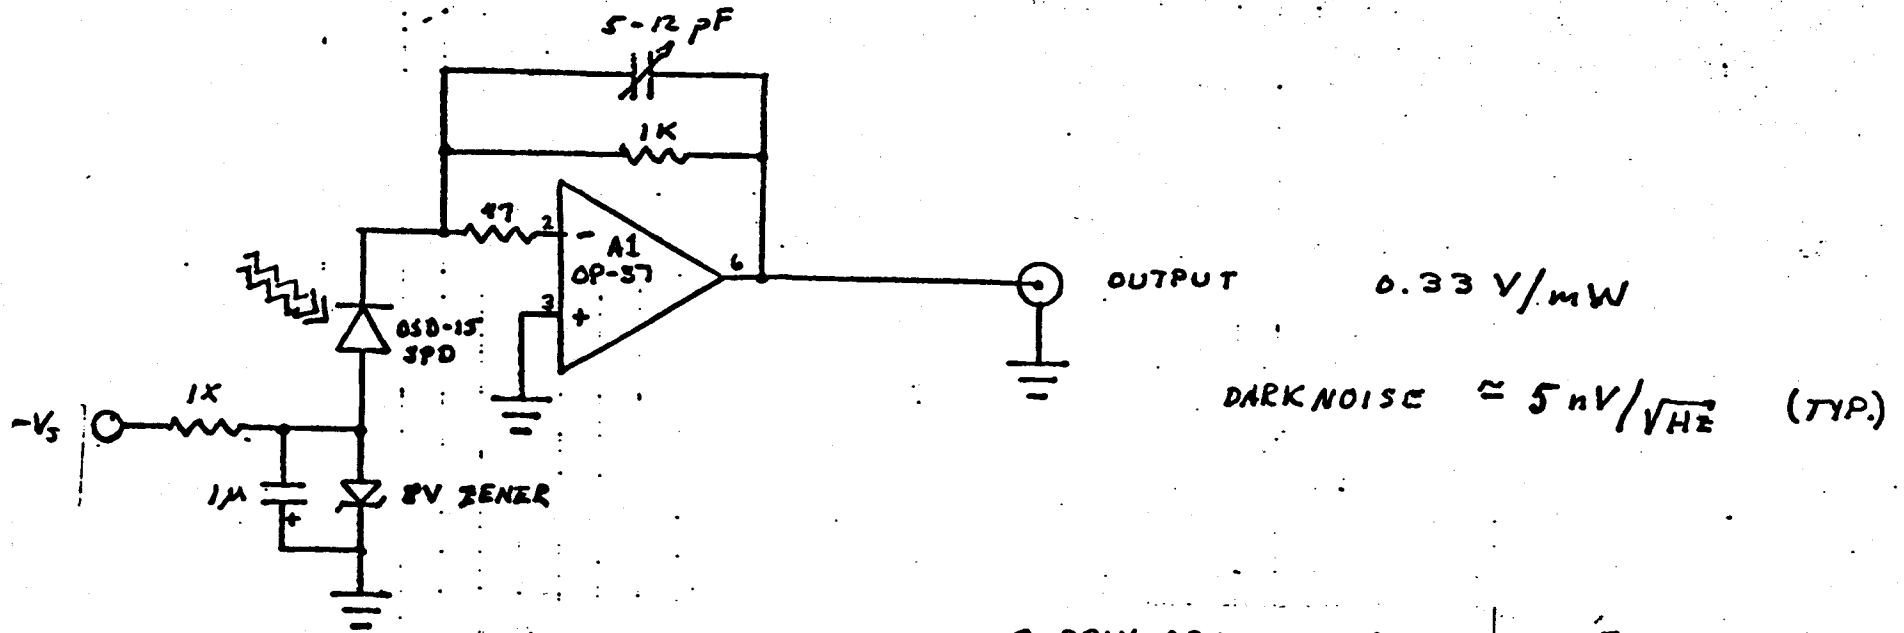 5-12 pF
1K
47
2
-
A1
OP-37
6
3
+
OSD-15
SPD
OUTPUT 0.33 V/mW
1K
DARK NOISE ≃ 5 nV/√Hz (TYP.)
-Vs
1μ
+
8V ZENER